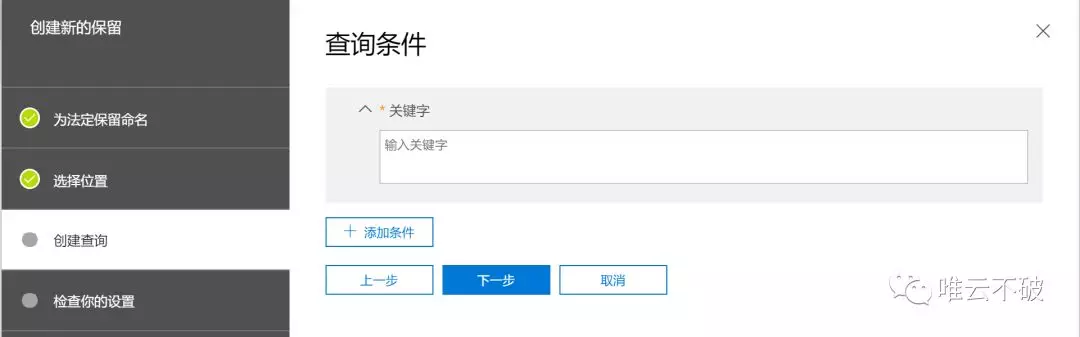 创建新的保留
为法定保留命名
选择位置
创建查询
检查你的设置
查询条件
* 关键字
输入关键字
+ 添加条件
上一步
下一步
取消
唯云不破